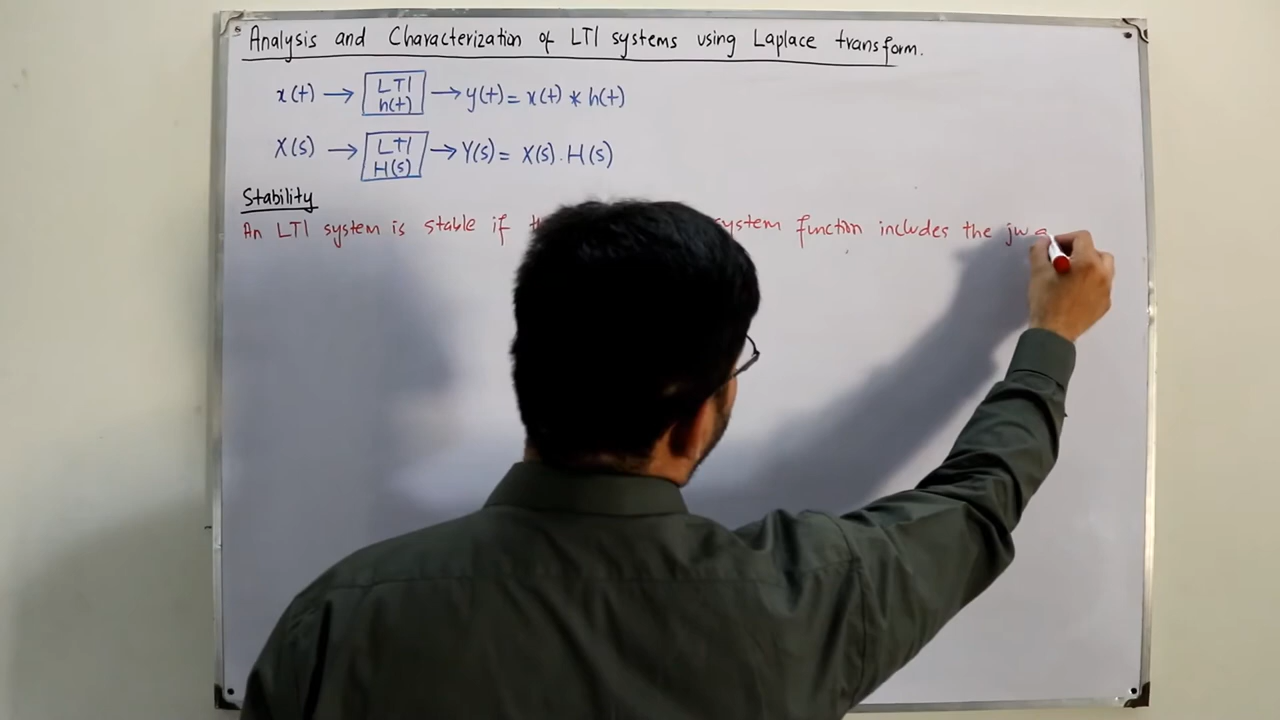 Analysis and Characterization of LTI systems using Laplace transform.
x(t) → LTI h(t) → y(t) = x(t) * h(t)
X(s) → LTI H(s) → Y(s) = X(s) . H(s)
Stability
An LTI system is stable if system function includes the jw